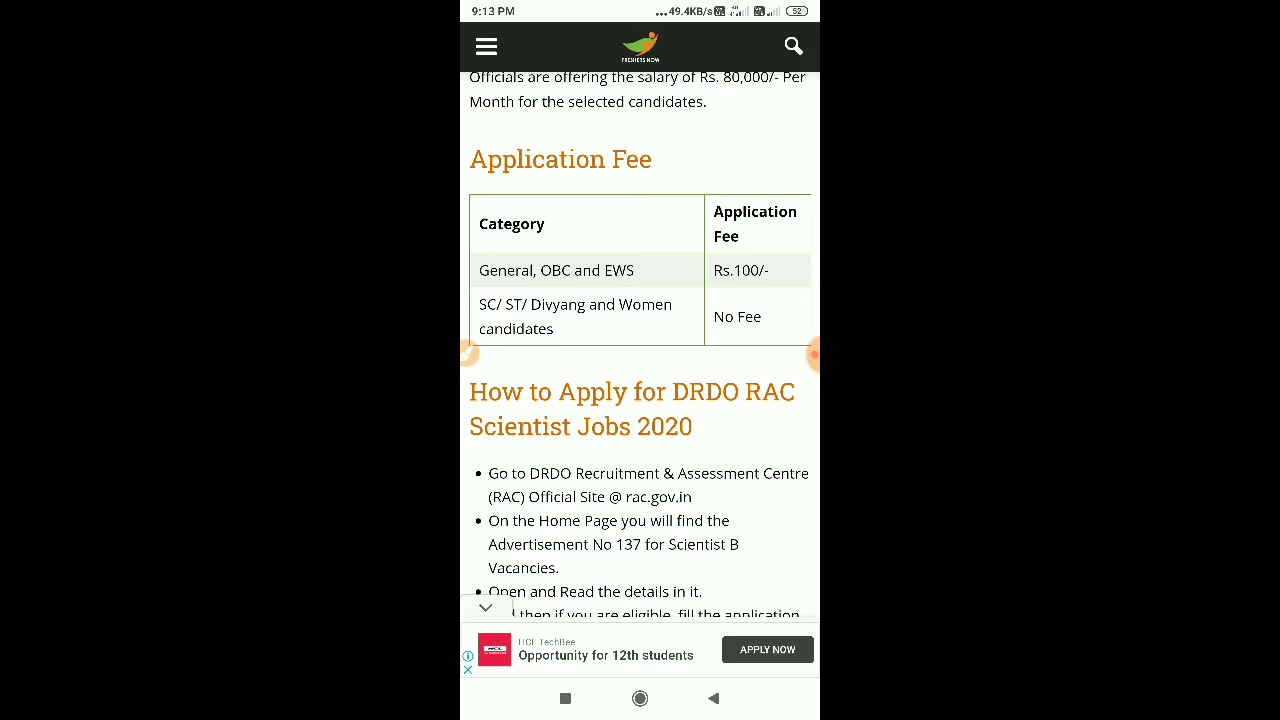 9:13 PM
...49.4KB/s
52
FRESHERS NOW
Officials are offering the salary of Rs. 80,000/- Per
Month for the selected candidates.
Application Fee
Category
Application
Fee
General, OBC and EWS
Rs.100/-
SC/ ST/ Divyang and Women
candidates
No Fee
How to Apply for DRDO RAC
Scientist Jobs 2020
• Go to DRDO Recruitment & Assessment Centre
(RAC) Official Site @ rac.gov.in
• On the Home Page you will find the
Advertisement No 137 for Scientist B
Vacancies.
• Open and Read the details in it.
then if you are eligible, fill the application
HCL TechBee
HCL
Opportunity for 12th students
APPLY NOW